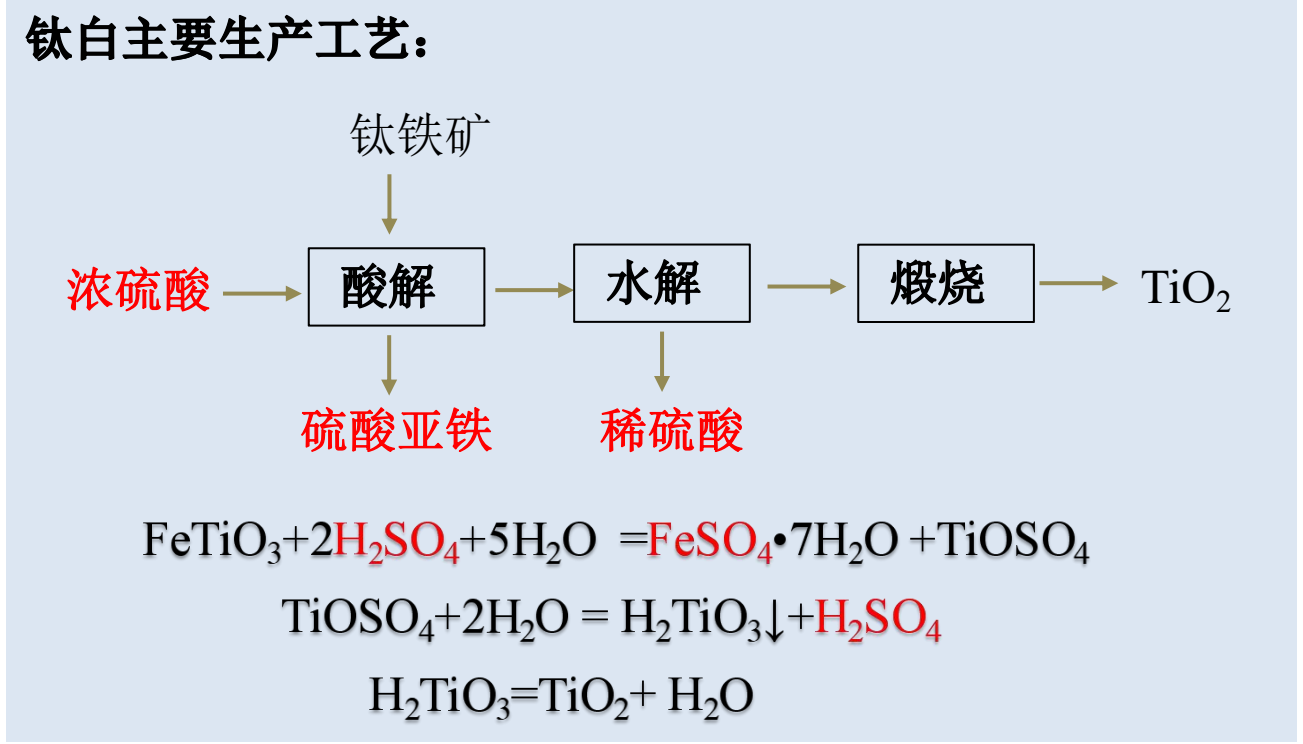 钛白主要生产工艺：
钛铁矿
浓硫酸 酸解 水解 煅烧 TiO₂
硫酸亚铁 稀硫酸
FeTiO₃+2H₂SO₄+5H₂O =FeSO₄•7H₂O +TiOSO₄
TiOSO₄+2H₂O = H₂TiO₃↓+H₂SO₄
H₂TiO₃=TiO₂+ H₂O